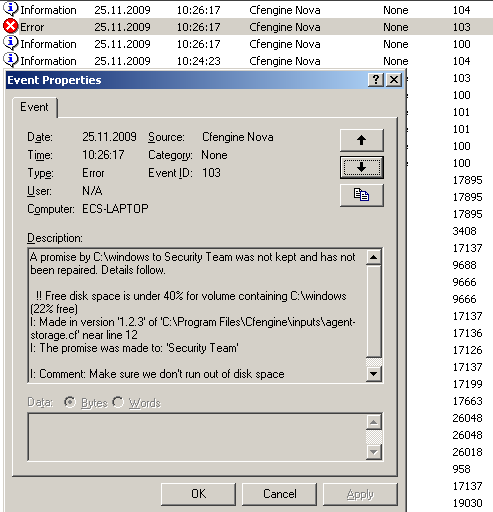 Information 25.11.2009 10:26:17 Cfengine Nova None 104
Error 25.11.2009 10:26:17 Cfengine Nova None 103
Information 25.11.2009 10:26:17 Cfengine Nova None 100
Information 25.11.2009 10:24:23 Cfengine Nova None 104
103
100
101
101
100
100
17895
17895
17895
3408
17137
9688
9666
9666
17137
17136
17126
17137
17199
17663
26048
26048
26018
958
17137
19030
Event Properties
Event
Date: 25.11.2009 Source: Cfengine Nova
Time: 10:26:17 Category: None
Type: Error Event ID: 103
User: N/A
Computer: ECS-LAPTOP
Description:
A promise by C:\windows to Security Team was not kept and has not
been repaired. Details follow.
!! Free disk space is under 40% for volume containing C:\windows
(22% free)
I: Made in version '1.2.3' of 'C:\Program Files\Cfengine\inputs\agent-
storage.cf' near line 12
I: The promise was made to: 'Security Team'
I: Comment: Make sure we don't run out of disk space
Data: Bytes Words
OK Cancel Apply